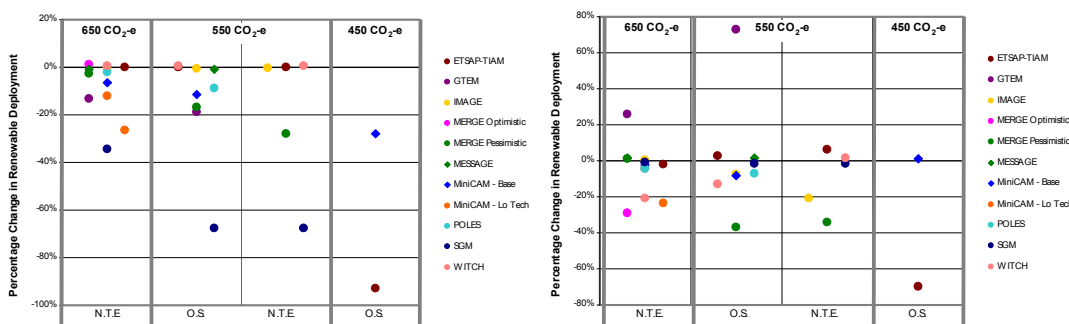 Percentage Change in Renewable Deployment
20%
0%
-20%
-40%
-60%
-80%
-100%
650 CO2-e
550 CO2-e
450 CO2-e
N.T.E
O.S.
N.T.E
O.S.
ETSAP-TIAM
GTEM
IMAGE
MERGE Optimistic
MERGE Pessimistic
MESSAGE
MiniCAM - Base
MiniCAM - Lo Tech
POLES
SGM
WITCH
Percentage Change in Renewable Deployment
80%
60%
40%
20%
0%
-20%
-40%
-60%
-80%
650 CO2-e
550 CO2-e
450 CO2-e
N.T.E
O.S.
N.T.E
O.S.
ETSAP-TIAM
GTEM
IMAGE
MERGE Optimistic
MERGE Pessimistic
MESSAGE
MiniCAM - Base
MiniCAM - Lo Tech
POLES
SGM
WITCH